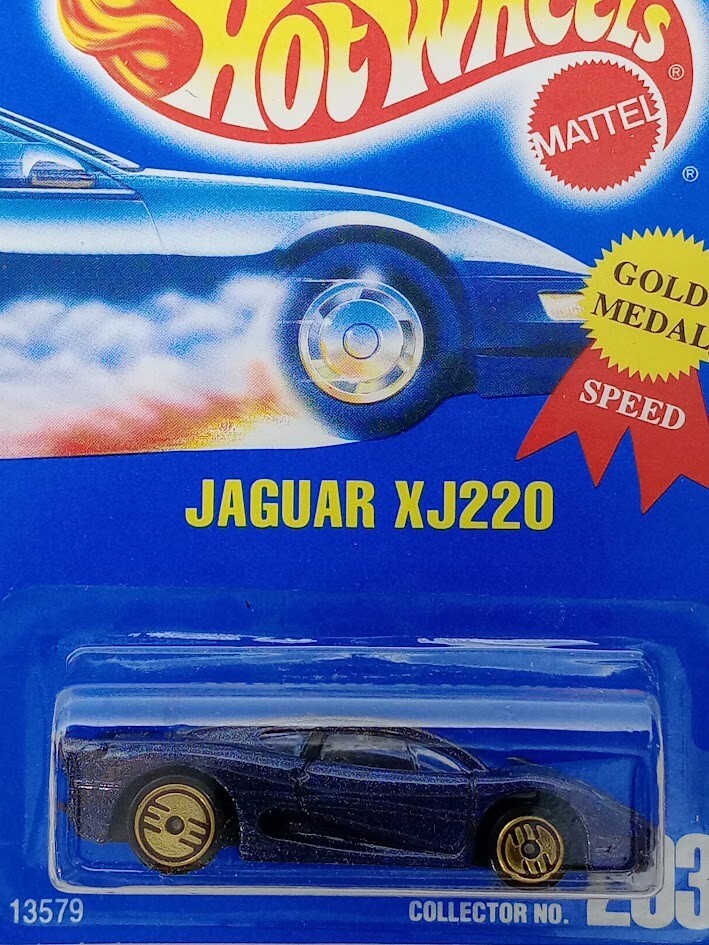 HOT WHEELS
®
MATTEL
®
GOLD
MEDAL
SPEED
JAGUAR XJ220
13579
COLLECTOR NO.